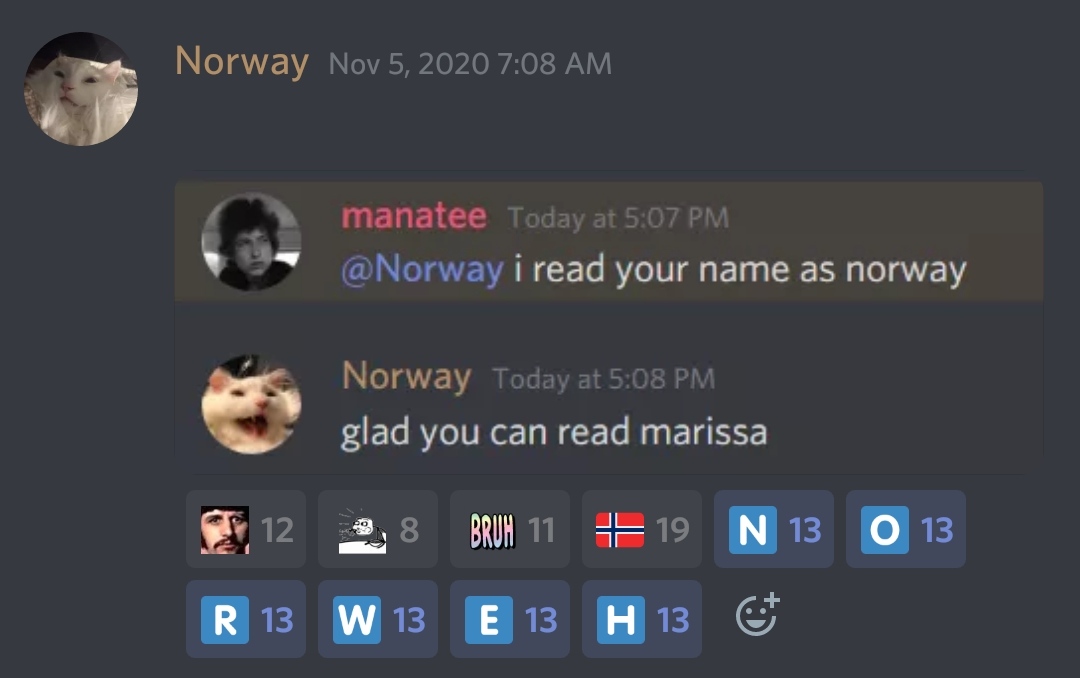 Norway Nov 5, 2020 7:08 AM
manatee Today at 5:07 PM
@Norway i read your name as norway
Norway Today at 5:08 PM
glad you can read marissa
12 8 BRUH 11 19 N 13 O 13
R 13 W 13 E 13 H 13